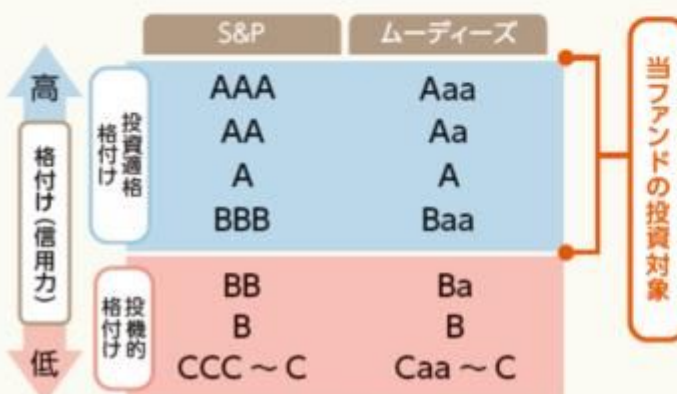 S&P ムーディーズ
高
格付け（信用力）
低
投資適格
格付け
AAA Aaa
AA Aa
A A
BBB Baa
投機的
格付け
BB Ba
B B
CCC ～ C Caa ～ C
当ファンドの投資対象